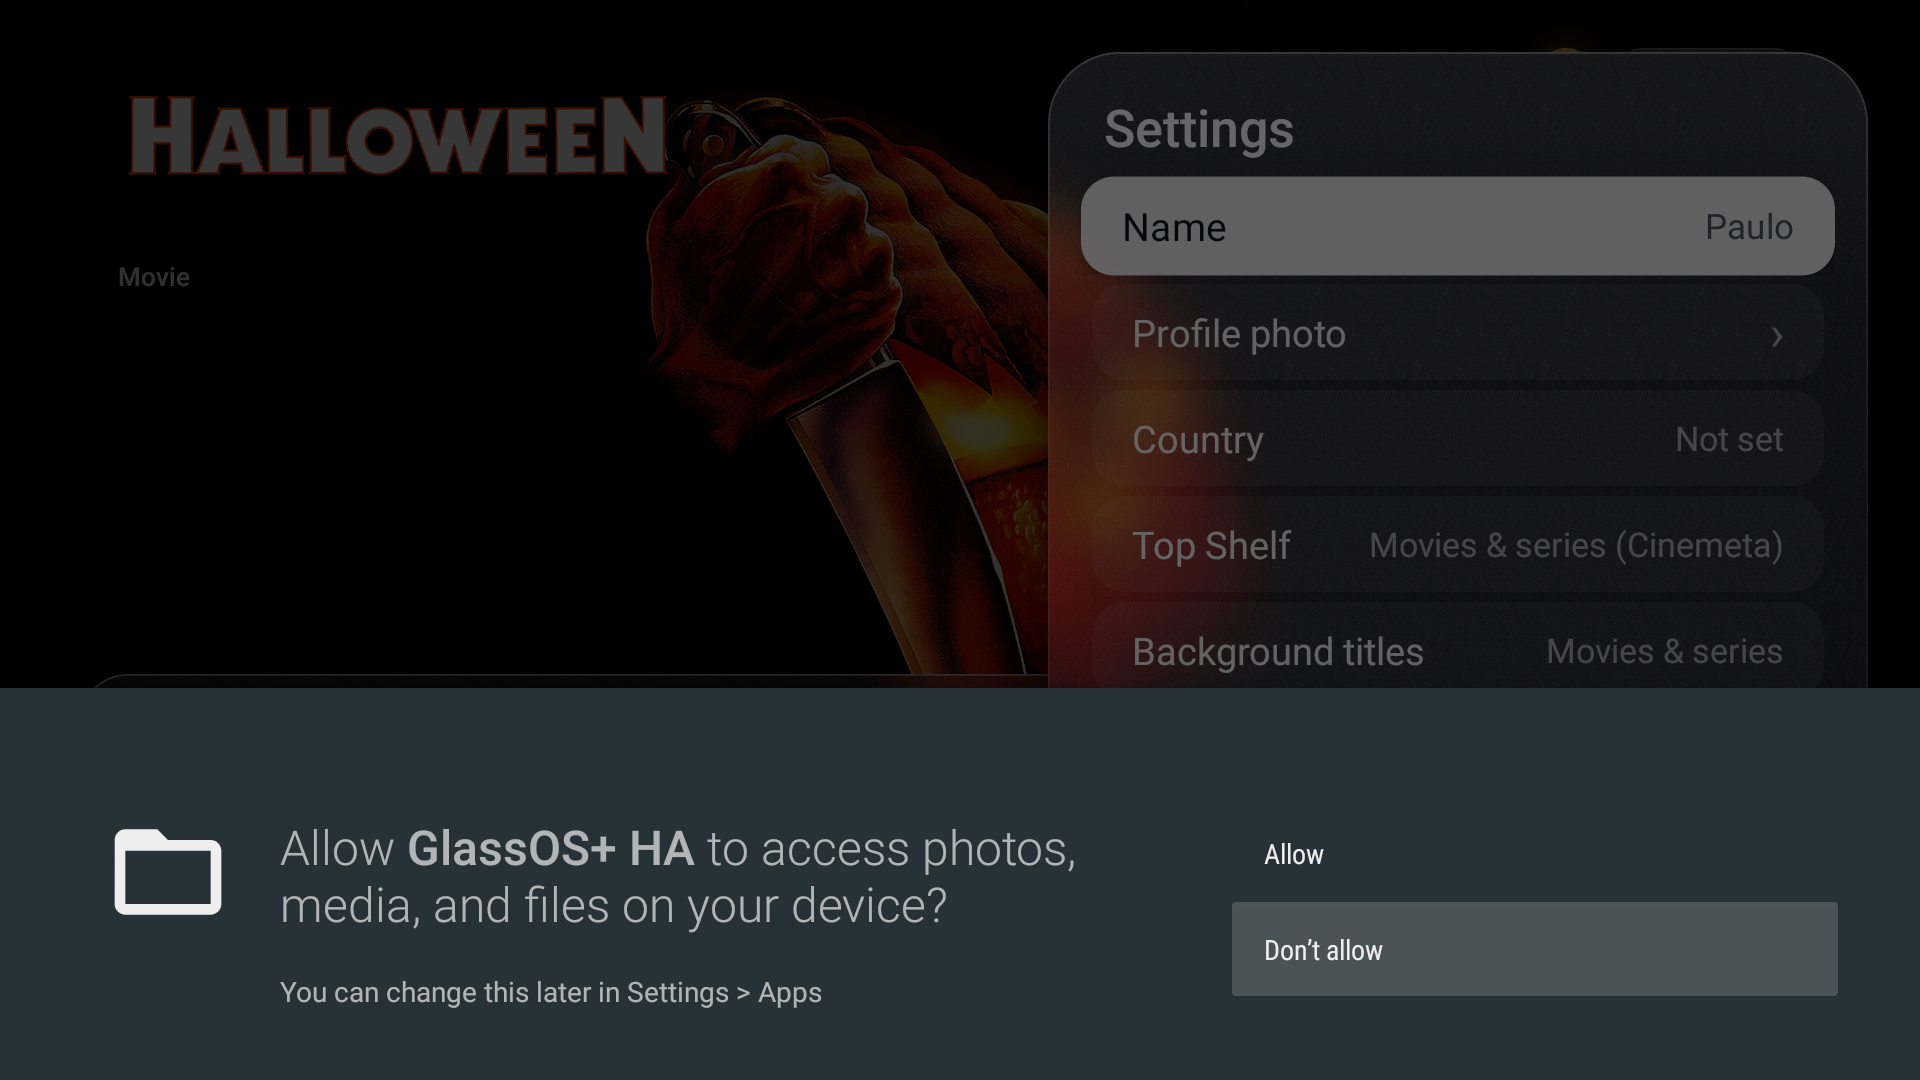 HALLOWEEN
Movie
Settings
Name Paulo
Profile photo ›
Country Not set
Top Shelf Movies & series (Cinemeta)
Background titles Movies & series
Allow GlassOS+ HA to access photos,
media, and files on your device?
You can change this later in Settings > Apps
Allow
Don’t allow